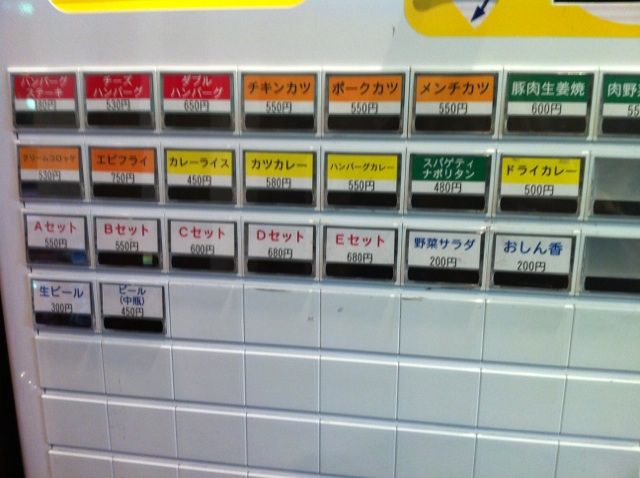 ハンバーグ
ステーキ
チーズ
ハンバーグ
530円
ダブル
ハンバーグ
650円
チキンカツ
550円
ポークカツ
550円
メンチカツ
550円
豚肉生姜焼
600円
肉野
55
クリームコロッケ
530円
エビフライ
750円
カレーライス
450円
カツカレー
580円
ハンバーグカレー
550円
スパゲティ
ナポリタン
480円
ドライカレー
500円
Aセット
550円
Bセット
550円
Cセット
600円
Dセット
680円
Eセット
680円
野菜サラダ
200円
おしん香
200円
生ビール
300円
ビール
(中瓶)
450円